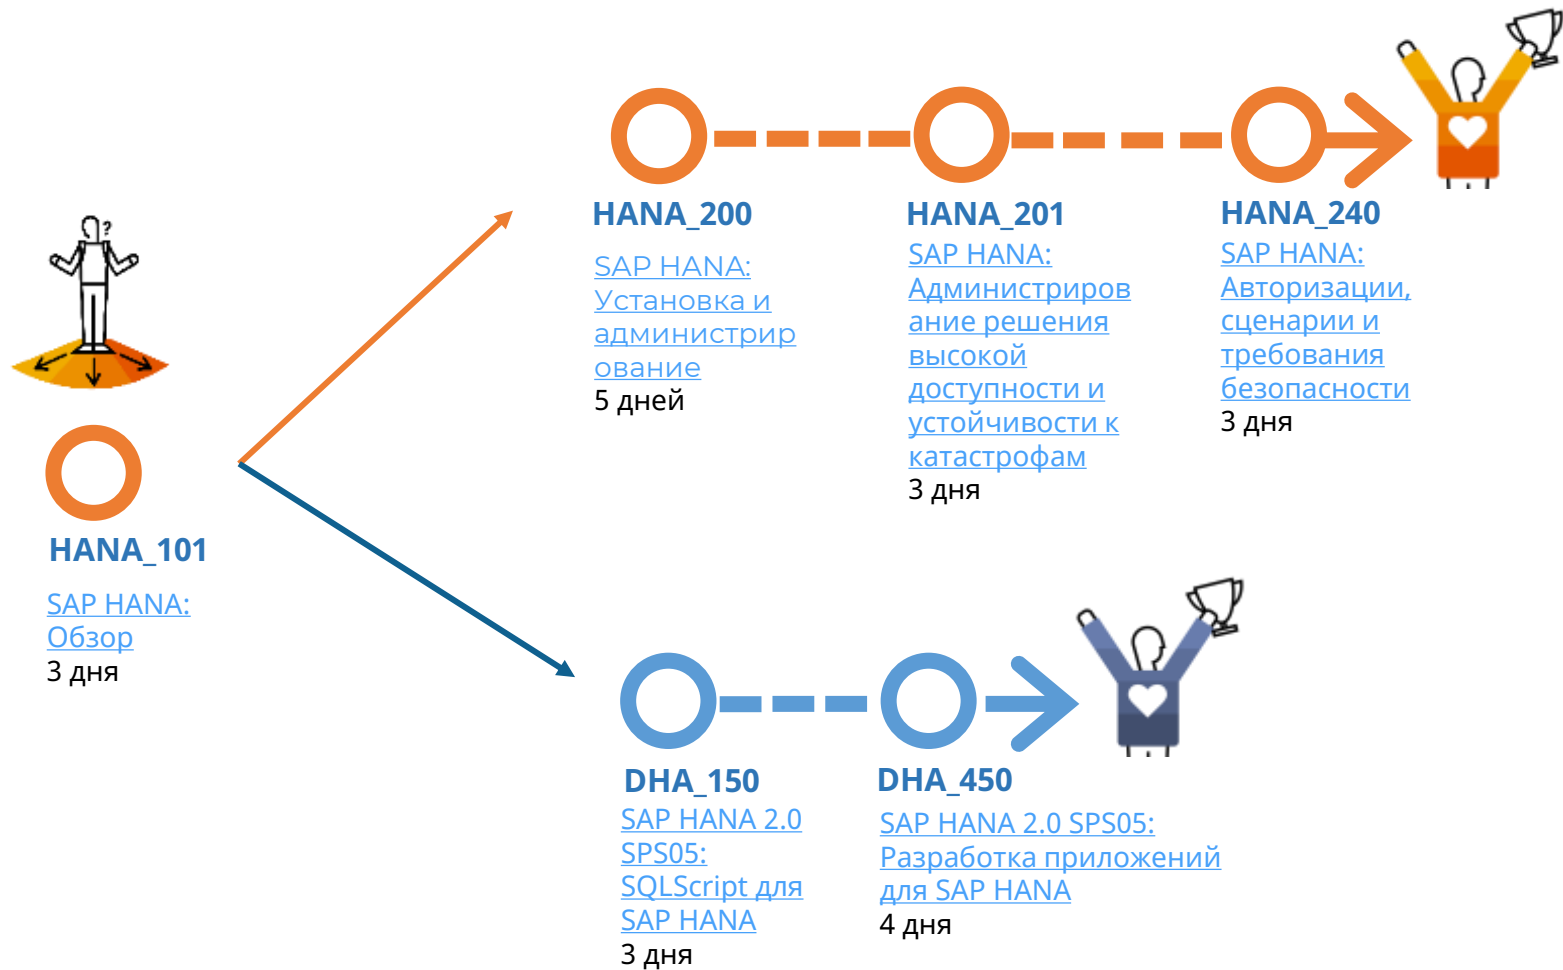 HANA_200
SAP HANA:
Установка и
администрир
ование
5 дней
HANA_201
SAP HANA:
Администриров
ание решения
высокой
доступности и
устойчивости к
катастрофам
3 дня
HANA_240
SAP HANA:
Авторизации,
сценарии и
требования
безопасности
3 дня
?
HANA_101
SAP HANA:
Обзор
3 дня
DHA_150
SAP HANA 2.0
SPS05:
SQLScript для
SAP HANA
3 дня
DHA_450
SAP HANA 2.0 SPS05:
Разработка приложений
для SAP HANA
4 дня